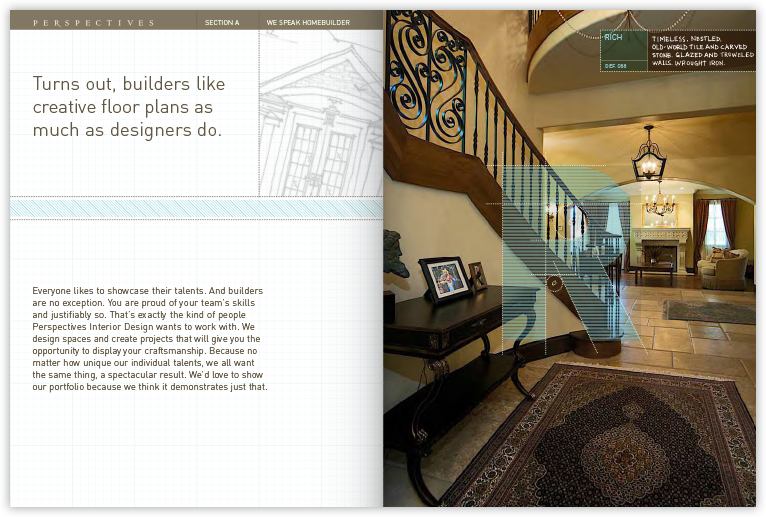 PERSPECTIVES
SECTION A
WE SPEAK HOMEBUILDER
Turns out, builders like
creative floor plans as
much as designers do.
Everyone likes to showcase their talents. And builders
are no exception. You are proud of your team's skills
and justifiably so. That's exactly the kind of people
Perspectives Interior Design wants to work with. We
design spaces and create projects that will give you the
opportunity to display your craftsmanship. Because no
matter how unique our individual talents, we all want
the same thing, a spectacular result. We'd love to show
our portfolio because we think it demonstrates just that.
RICH
DEF. 088
TIMELESS. NESTLED.
OLD-WORLD TILE AND CARVED
STONE. GLAZED AND TROWELED
WALLS. WROUGHT IRON.
R